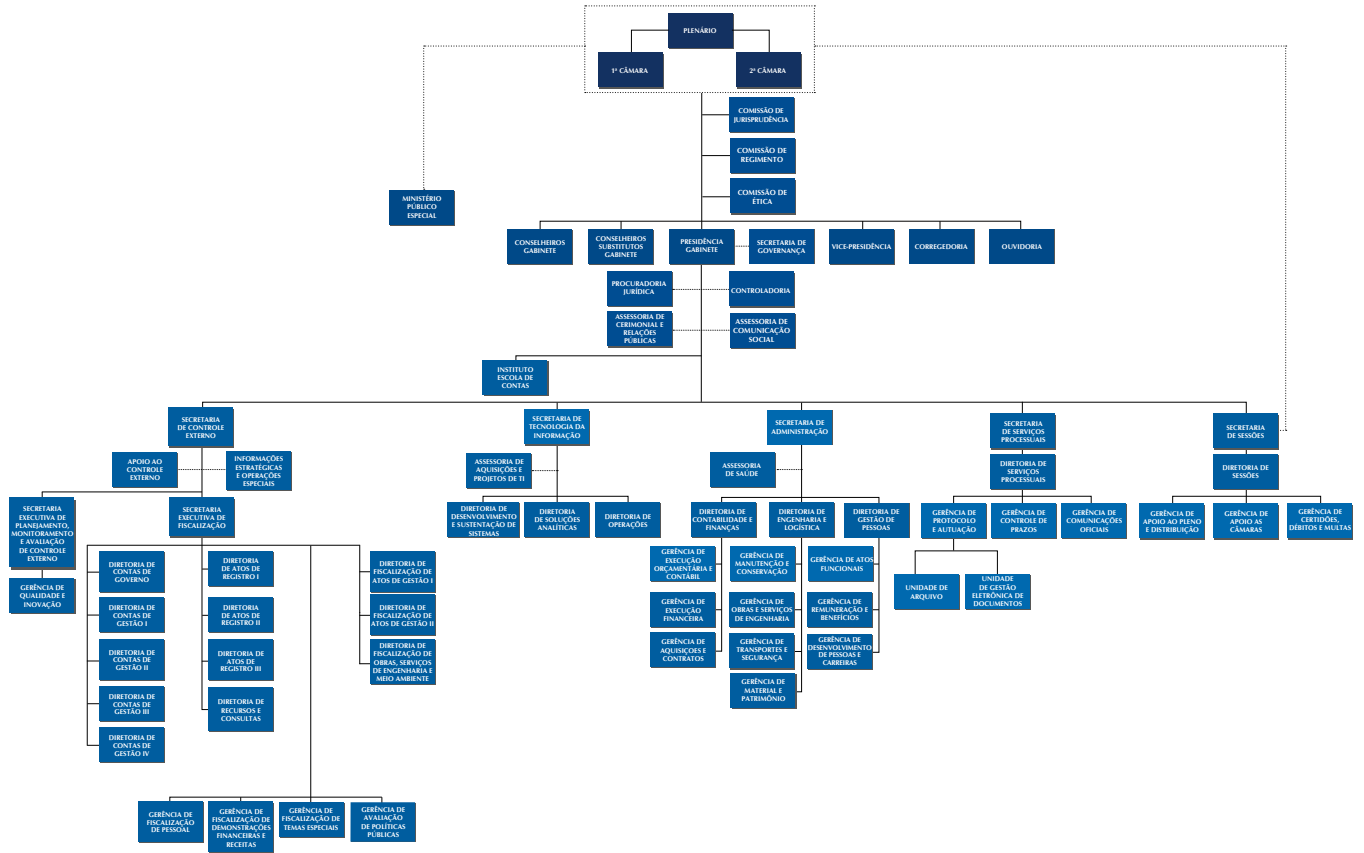 PLENÁRIO
1ª CÂMARA
2ª CÂMARA
COMISSÃO DE
JURISPRUDÊNCIA
COMISSÃO DE
REGIMENTO
COMISSÃO DE
ÉTICA
MINISTÉRIO
PÚBLICO
ESPECIAL
CONSELHEIROS
GABINETE
CONSELHEIROS
SUBSTITUTOS
GABINETE
PRESIDÊNCIA
GABINETE
SECRETARIA DE
GOVERNANÇA
VICE-PRESIDÊNCIA
CORREGEDORIA
OUVIDORIA
PROCURADORIA
JURÍDICA
CONTROLADORIA
ASSESSORIA DE
CERIMONIAL E
RELAÇÕES
PÚBLICAS
ASSESSORIA DE
COMUNICAÇÃO
SOCIAL
INSTITUTO
ESCOLA DE
CONTAS
SECRETARIA
DE CONTROLE
EXTERNO
SECRETARIA DE
TECNOLOGIA DA
INFORMAÇÃO
SECRETARIA DE
ADMINISTRAÇÃO
SECRETARIA
DE SERVIÇOS
PROCESSUAIS
SECRETARIA
DE SESSÕES
APOIO AO
CONTROLE
EXTERNO
INFORMAÇÕES
ESTRATÉGICAS
E OPERAÇÕES
ESPECIAIS
ASSESSORIA DE
AQUISIÇÕES E
PROJETOS DE TI
ASSESSORIA
DE SAÚDE
DIRETORIA DE
SERVIÇOS
PROCESSUAIS
DIRETORIA DE
SESSÕES
SECRETARIA
EXECUTIVA DE
PLANEJAMENTO,
MONITORAMENTO
E AVALIAÇÃO
DE CONTROLE
EXTERNO
SECRETARIA
EXECUTIVA DE
FISCALIZAÇÃO
DIRETORIA DE
DESENVOLVIMENTO
E SUSTENTAÇÃO DE
SISTEMAS
DIRETORIA
DE SOLUÇÕES
ANALÍTICAS
DIRETORIA DE
OPERAÇÕES
DIRETORIA DE
CONTABILIDADE E
FINANÇAS
DIRETORIA DE
ENGENHARIA E
LOGÍSTICA
DIRETORIA DE
GESTÃO DE
PESSOAS
GERÊNCIA DE
PROTOCOLO
E AUTUAÇÃO
GERÊNCIA DE
CONTROLE DE
PRAZOS
GERÊNCIA DE
COMUNICAÇÕES
OFICIAIS
GERÊNCIA DE
APOIO AO PLENO
E DISTRIBUIÇÃO
GERÊNCIA DE
APOIO AS
CÂMARAS
GERÊNCIA DE
CERTIDÕES,
DÉBITOS E MULTAS
GERÊNCIA DE
QUALIDADE E
INOVAÇÃO
DIRETORIA DE
CONTAS DE
GOVERNO
DIRETORIA DE
CONTAS DE
GESTÃO I
DIRETORIA DE
CONTAS DE
GESTÃO II
DIRETORIA DE
CONTAS DE
GESTÃO III
DIRETORIA DE
CONTAS DE
GESTÃO IV
DIRETORIA
DE ATOS DE
REGISTRO I
DIRETORIA
DE ATOS DE
REGISTRO II
DIRETORIA DE
ATOS DE
REGISTRO III
DIRETORIA DE
RECURSOS E
CONSULTAS
DIRETORIA DE
FISCALIZAÇÃO DE
ATOS DE GESTÃO I
DIRETORIA DE
FISCALIZAÇÃO DE
ATOS DE GESTÃO II
DIRETORIA DE
FISCALIZAÇÃO DE
OBRAS, SERVIÇOS
DE ENGENHARIA E
MEIO AMBIENTE
GERÊNCIA DE
EXECUÇÃO
ORÇAMENTÁRIA E
CONTÁBIL
GERÊNCIA DE
EXECUÇÃO
FINANCEIRA
GERÊNCIA DE
AQUISIÇOES E
CONTRATOS
GERÊNCIA DE
MANUTENÇÃO E
CONSERVAÇÃO
GERÊNCIA DE
OBRAS E SERVIÇOS
DE ENGENHARIA
GERÊNCIA DE
TRANSPORTES E
SEGURANÇA
GERÊNCIA DE
MATERIAL E
PATRIMÔNIO
GERÊNCIA DE ATOS
FUNCIONAIS
GERÊNCIA DE
REMUNERAÇÃO E
BENEFÍCIOS
GERÊNCIA DE
DESENVOLVIMENTO
DE PESSOAS E
CARREIRAS
UNIDADE DE
ARQUIVO
UNIDADE
DE GESTÃO
ELETRÔNICA DE
DOCUMENTOS
GERÊNCIA DE
FISCALIZAÇÃO
DE PESSOAL
GERÊNCIA DE
FISCALIZAÇÃO DE
DEMONSTRAÇÕES
FINANCEIRAS E
RECEITAS
GERÊNCIA DE
FISCALIZAÇÃO DE
TEMAS ESPECIAIS
GERÊNCIA DE
AVALIAÇÃO
DE POLÍTICAS
PÚBLICAS